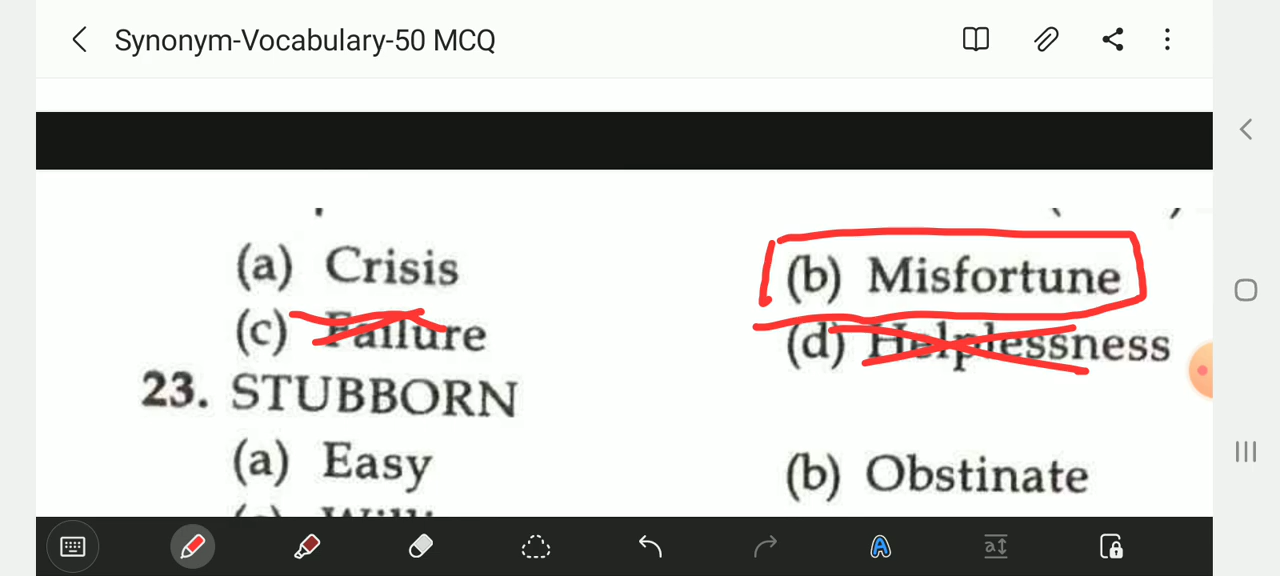 Synonym-Vocabulary-50 MCQ
(a) Crisis (b) Misfortune
(c) Failure (d) Helplessness
23. STUBBORN
(a) Easy (b) Obstinate